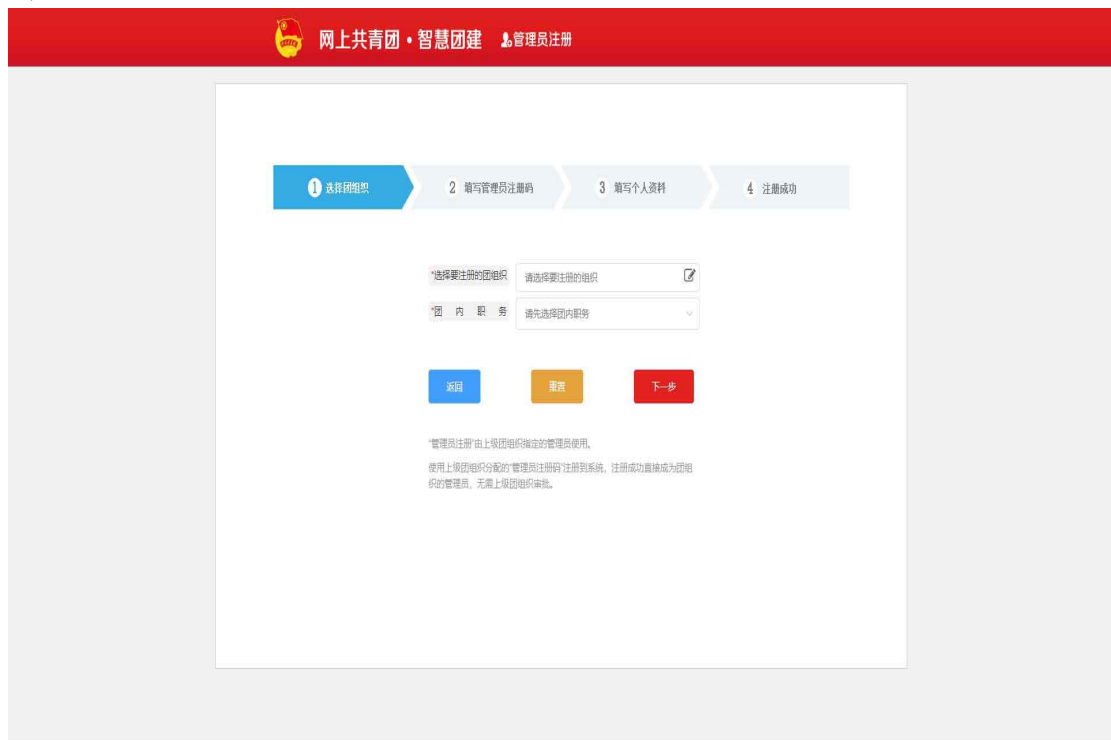 网上共青团·智慧团建 管理员注册
1 选择团组织 2 填写管理员注册码 3 填写个人资料 4 注册成功
*选择要注册的团组织 请选择要注册的组织
*团内职务 请先选择团内职务
返回 重置 下一步
"管理员注册"由上级团组织指定的管理员使用。
使用上级团组织分配的"管理员注册码"注册到系统，注册成功直接成为团组
织的管理员，无需上级团组织审批。